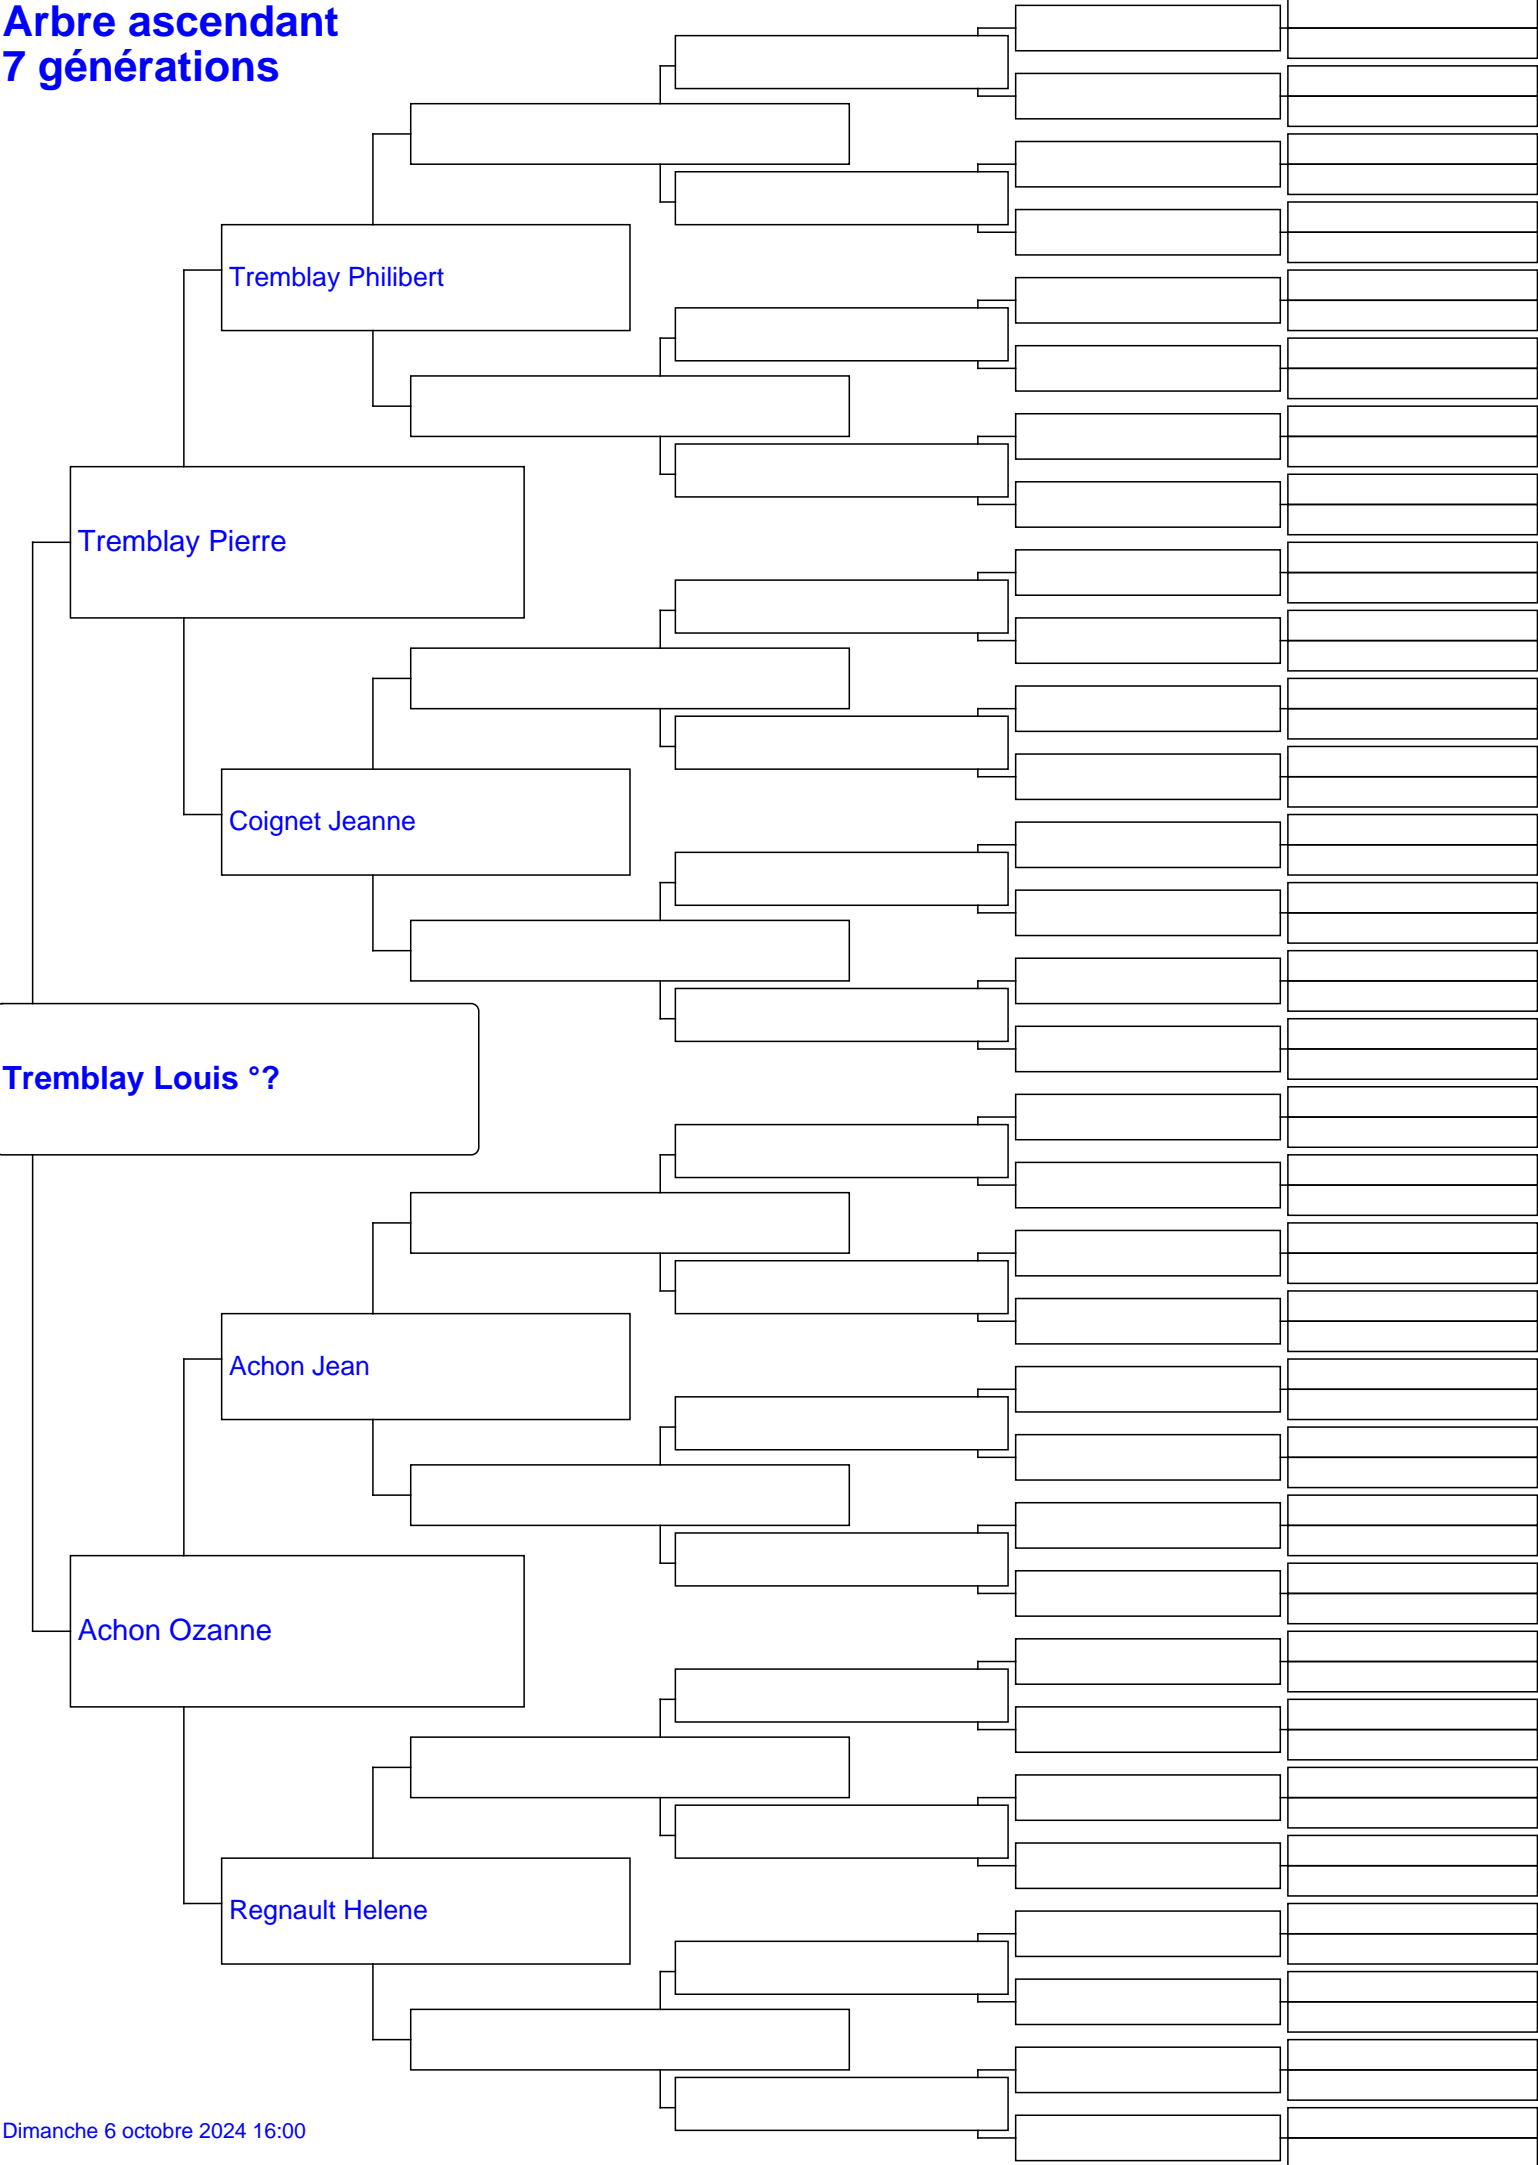 Arbre ascendant
7 générations
Tremblay Philibert
Tremblay Pierre
Coignet Jeanne
Tremblay Louis °?
Achon Jean
Achon Ozanne
Regnault Helene
Dimanche 6 octobre 2024 16:00